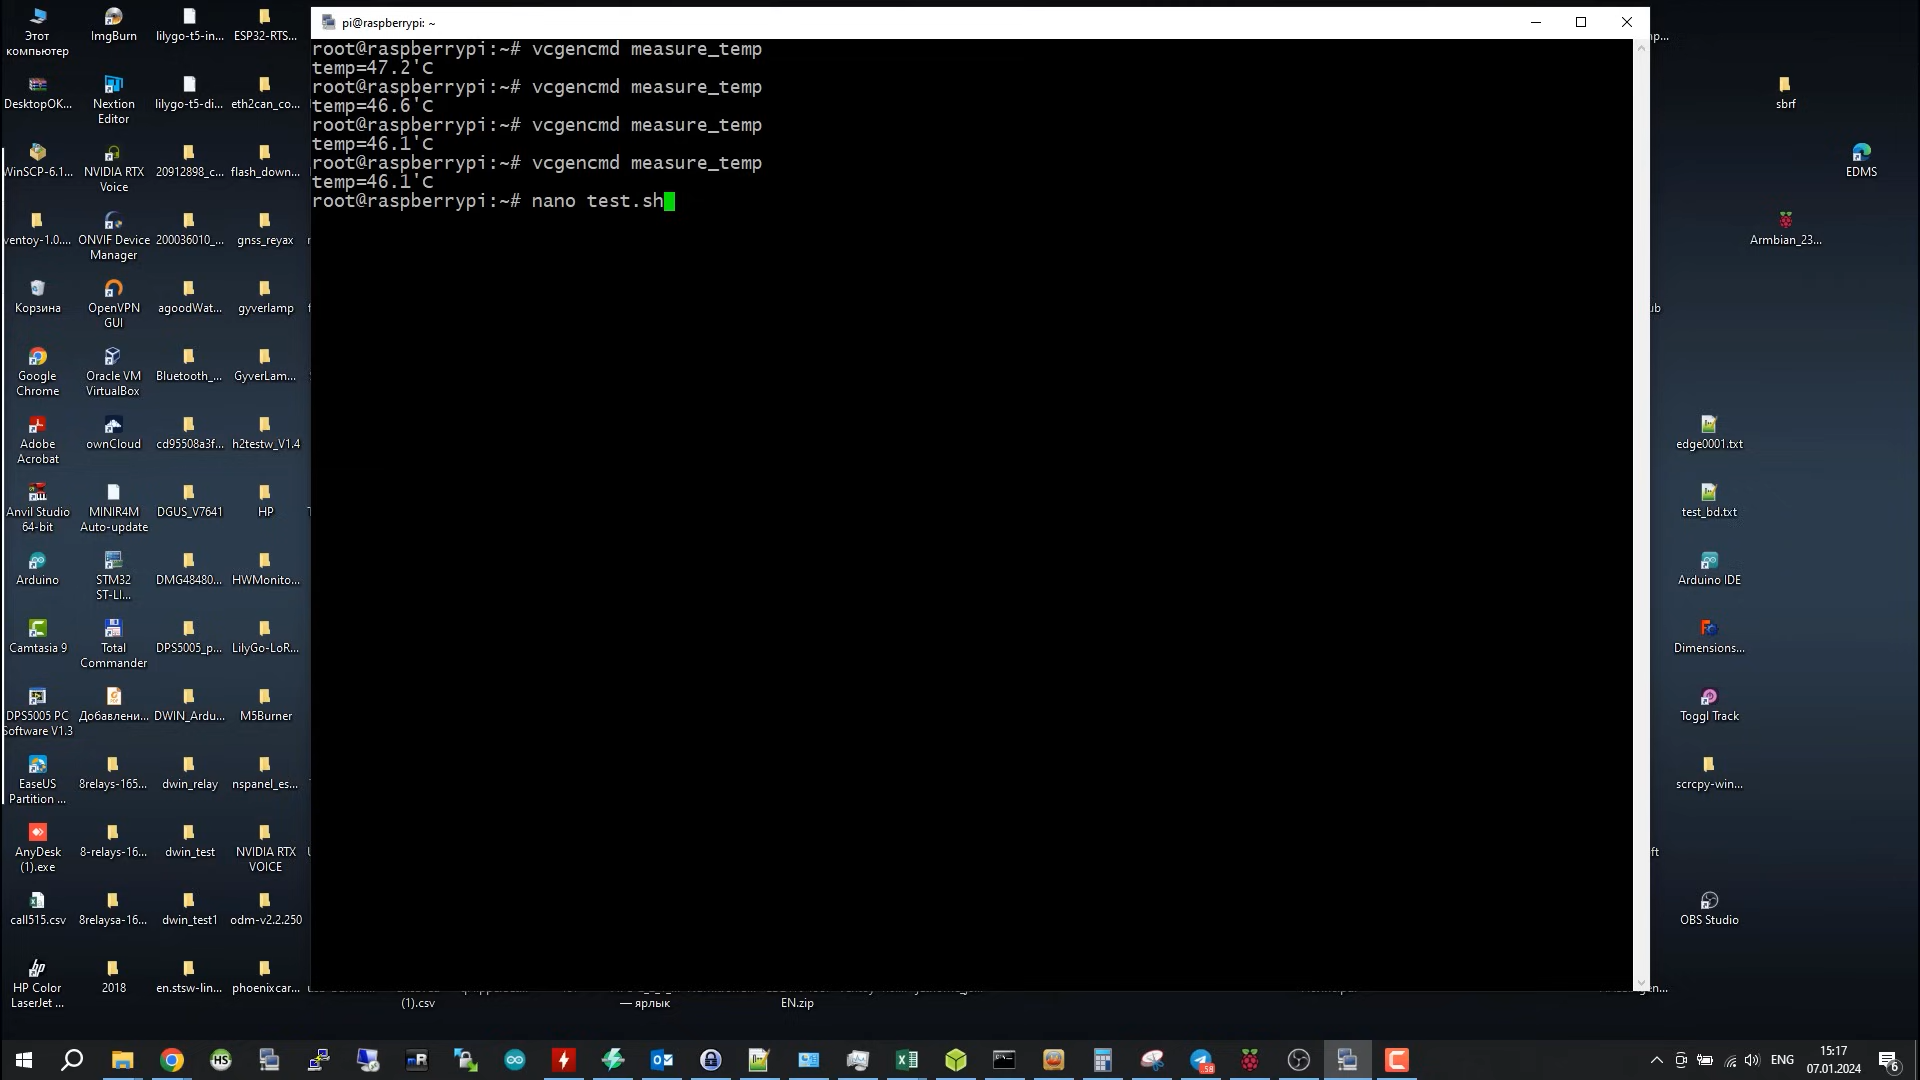 pi@raspberrypi: ~
root@raspberrypi:~# vcgencmd measure_temp
temp=47.2'C
root@raspberrypi:~# vcgencmd measure_temp
temp=46.6'C
root@raspberrypi:~# vcgencmd measure_temp
temp=46.1'C
root@raspberrypi:~# vcgencmd measure_temp
temp=46.1'C
root@raspberrypi:~# nano test.sh
Этот
компьютер
ImgBurn
lilygo-t5-in...
ESP32-RTS...
DesktopOK...
Nextion
Editor
lilygo-t5-di...
eth2can_co...
WinSCP-6.1...
NVIDIA RTX
Voice
20912898_c...
flash_down...
ventoy-1.0....
ONVIF Device
Manager
200036010_...
gnss_reyax
Корзина
OpenVPN
GUI
agoodWat...
gyverlamp
Google
Chrome
Oracle VM
VirtualBox
Bluetooth_...
GyverLam...
Adobe
Acrobat
ownCloud
cd95508a3f...
h2testw_V1.4
Anvil Studio
64-bit
MINIR4M
Auto-update
DGUS_V7641
HP
Arduino
STM32
ST-LI...
DMG48480...
HWMonito...
Camtasia 9
Total
Commander
DPS5005_p...
LilyGo-LoR...
DPS5005 PC
Software V1.3
Добавлени...
DWIN_Ardu...
M5Burner
EaseUS
Partition ...
8relays-165...
dwin_relay
nspanel_es...
AnyDesk
(1).exe
8-relays-16...
dwin_test
NVIDIA RTX
VOICE
call515.csv
8relaysa-16...
dwin_test1
odm-v2.2.250
HP Color
LaserJet ...
2018
en.stsw-lin...
phoenixcar...
(1).csv
— ярлык
EN.zip
sbrf
EDMS
Armbian_23...
edge0001.txt
test_bd.txt
Arduino IDE
Dimensions...
Toggl Track
scrcpy-win...
OBS Studio
ENG
15:17
07.01.2024
6